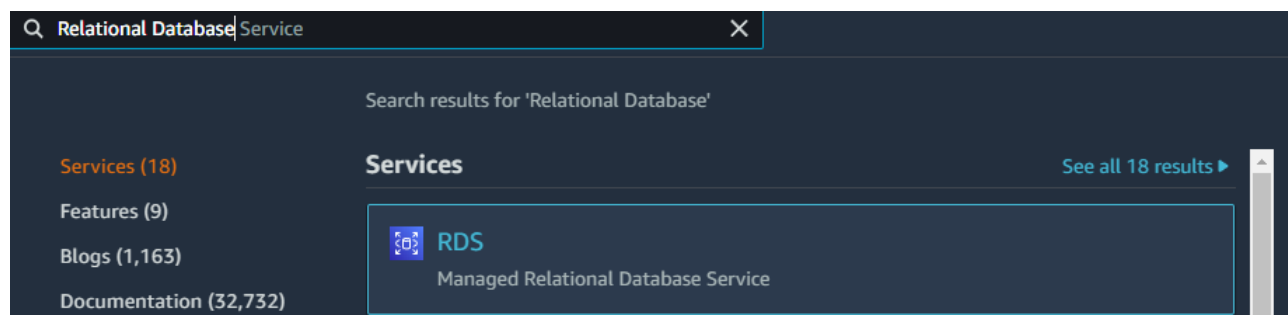 Relational Database Service
Search results for 'Relational Database'
Services (18)
Features (9)
Blogs (1,163)
Documentation (32,732)
Services
See all 18 results
RDS
Managed Relational Database Service